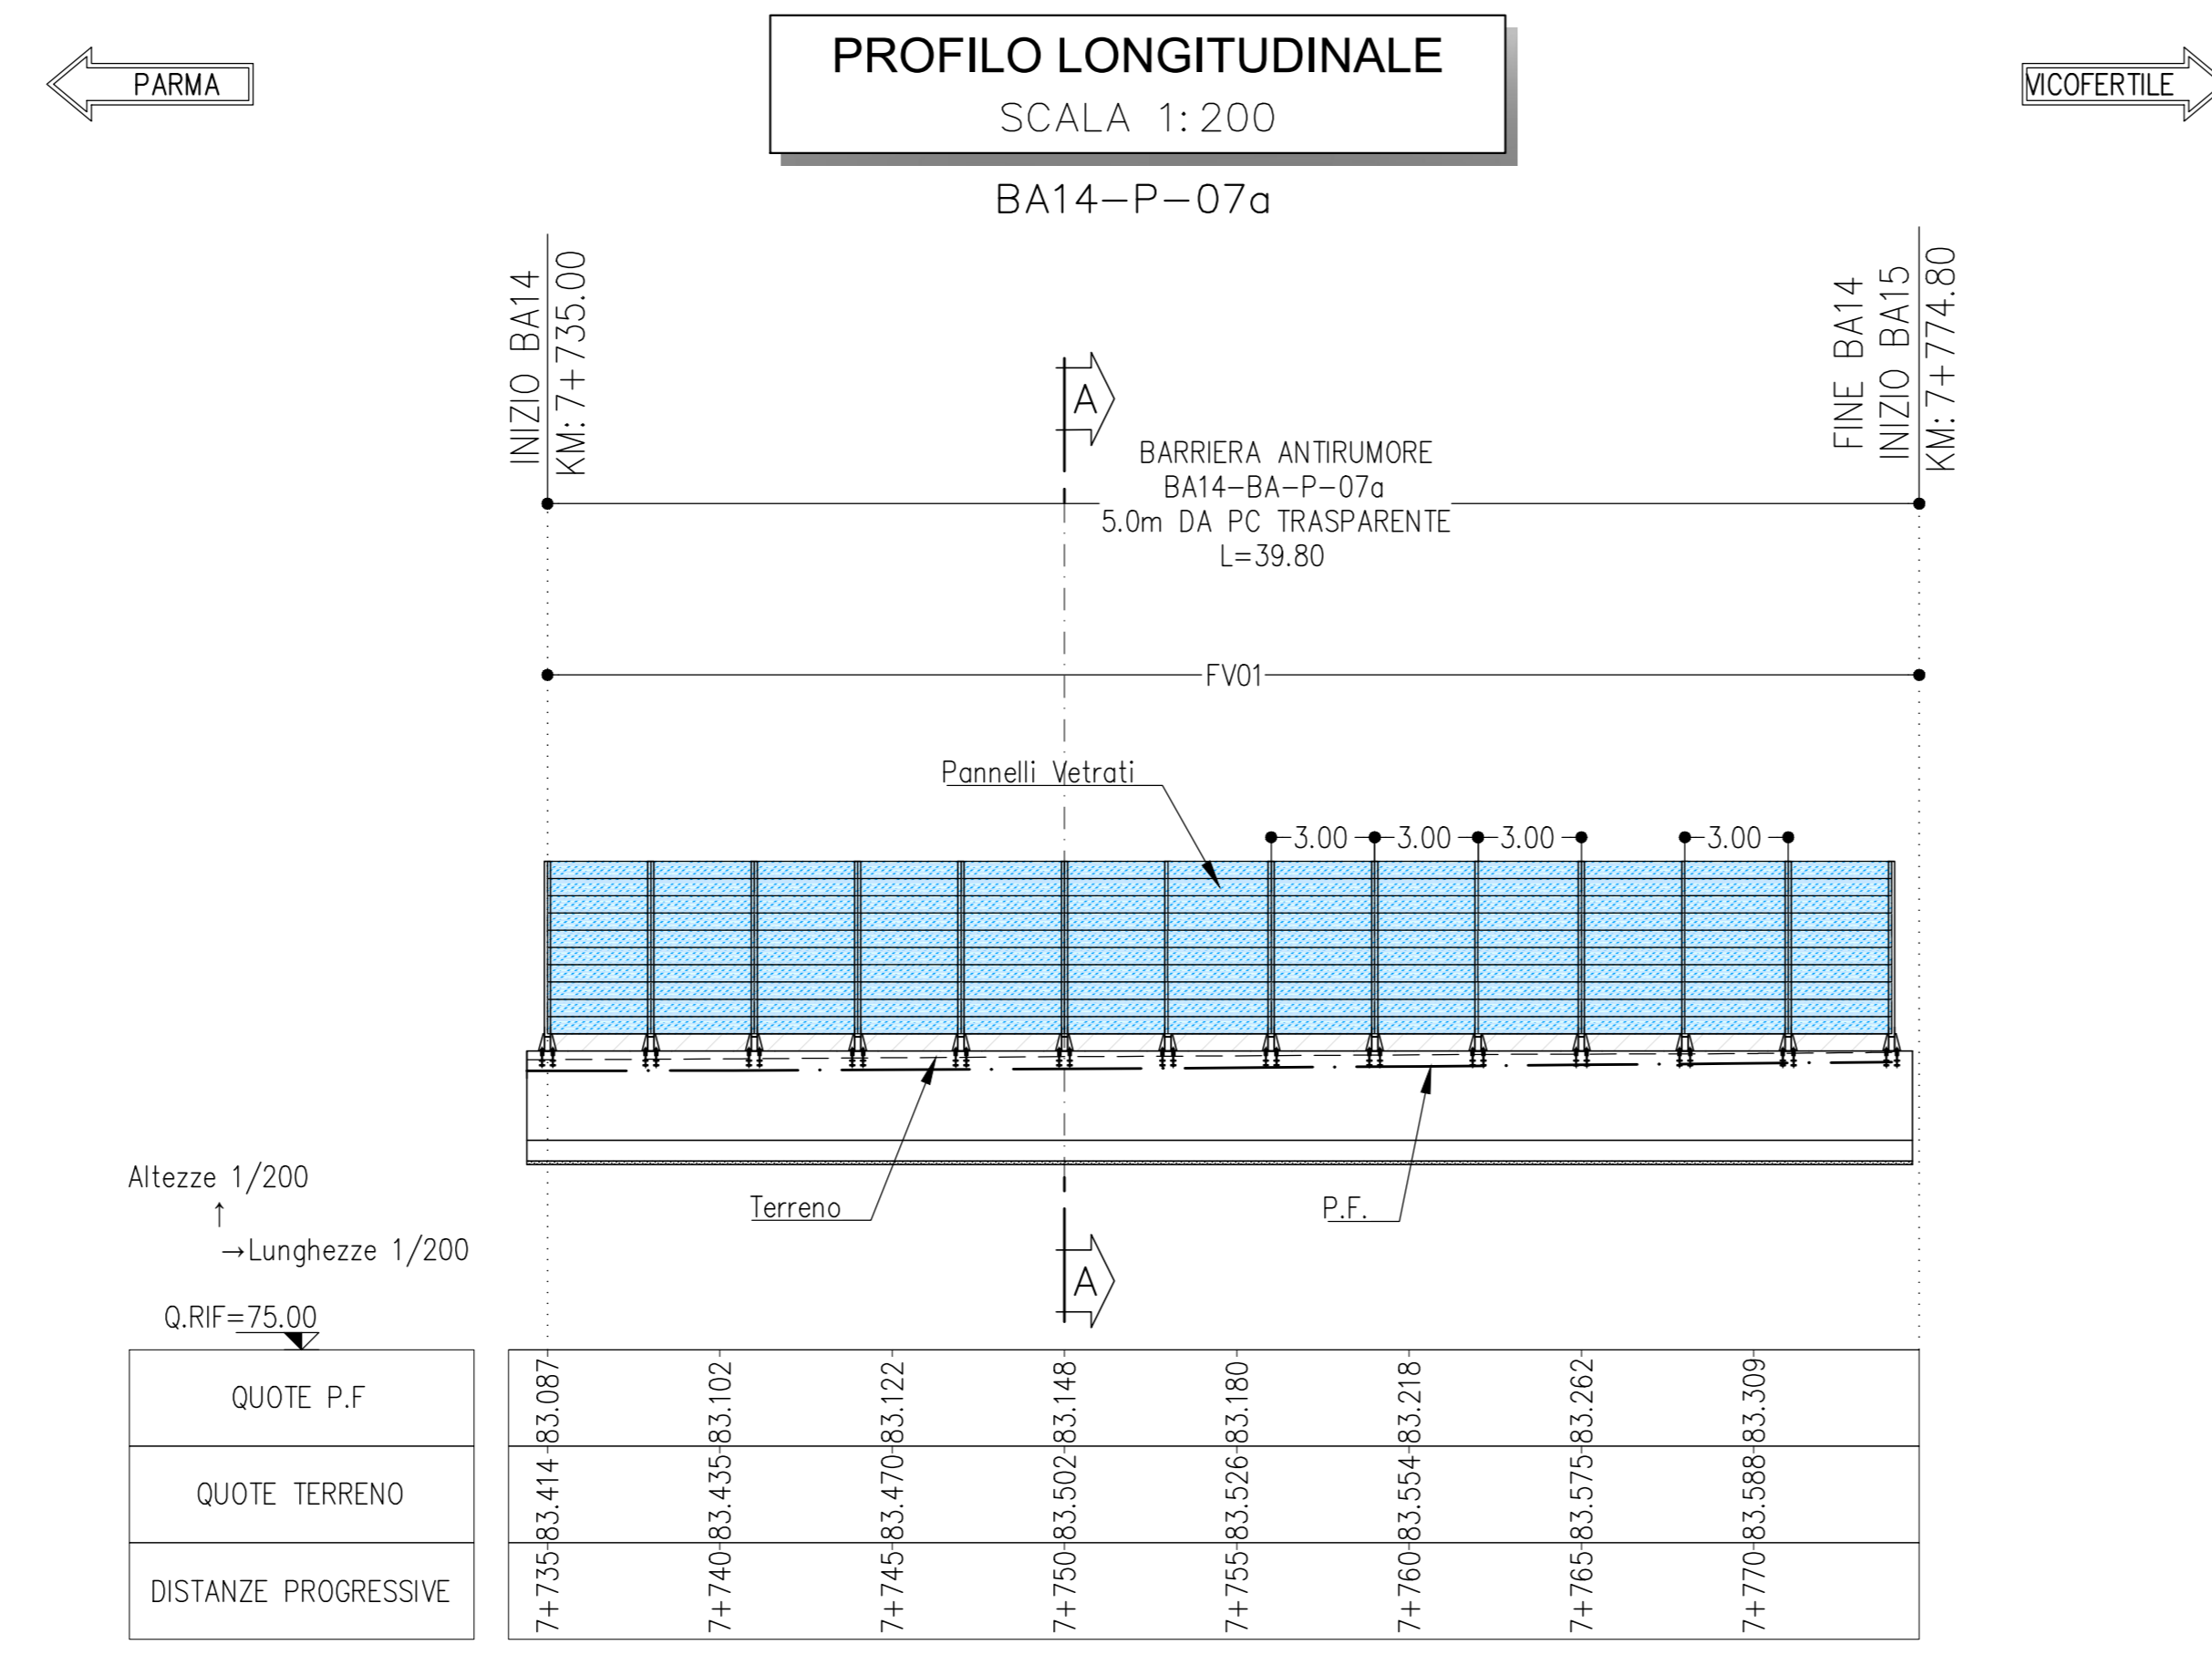 PARMA
PROFILO LONGITUDINALE
SCALA 1:200
VICOFERTILE
BA14-P-07a
INIZIO BA14
KM: 7+735.00
FINE BA14
INIZIO BA15
KM: 7+774.80
A
BARRIERA ANTIRUMORE
BA14-BA-P-07a
5.0m DA PC TRASPARENTE
L=39.80
FV01
Pannelli Vetrati
3.00 3.00 3.00 3.00
Terreno
P.F.
A
Altezze 1/200
↑
→Lunghezze 1/200
Q.RIF=75.00
QUOTE P.F 83.087 83.102 83.122 83.148 83.180 83.218 83.262 83.309
QUOTE TERRENO 83.414 83.435 83.470 83.502 83.526 83.554 83.575 83.588
DISTANZE PROGRESSIVE 7+735 7+740 7+745 7+750 7+755 7+760 7+765 7+770